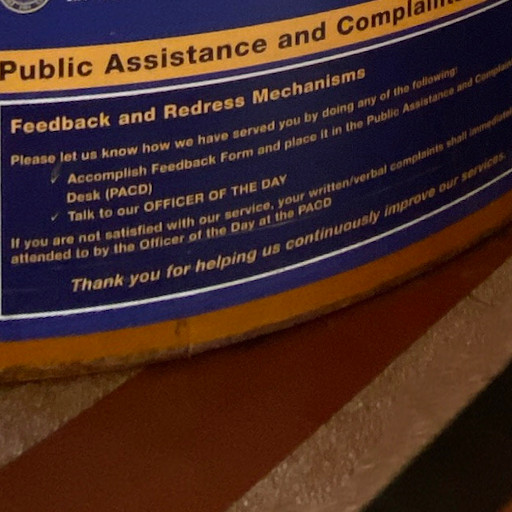 Public Assistance and Complaint
Feedback and Redress Mechanisms
Please let us know how we have served you by doing any of the following:
✓ Accomplish Feedback Form and place it in the Public Assistance and Complain
Desk (PACD)
✓ Talk to our OFFICER OF THE DAY
If you are not satisfied with our service, your written/verbal complaints shall immediate
attended to by the Officer of the Day at the PACD
Thank you for helping us continuously improve our services.